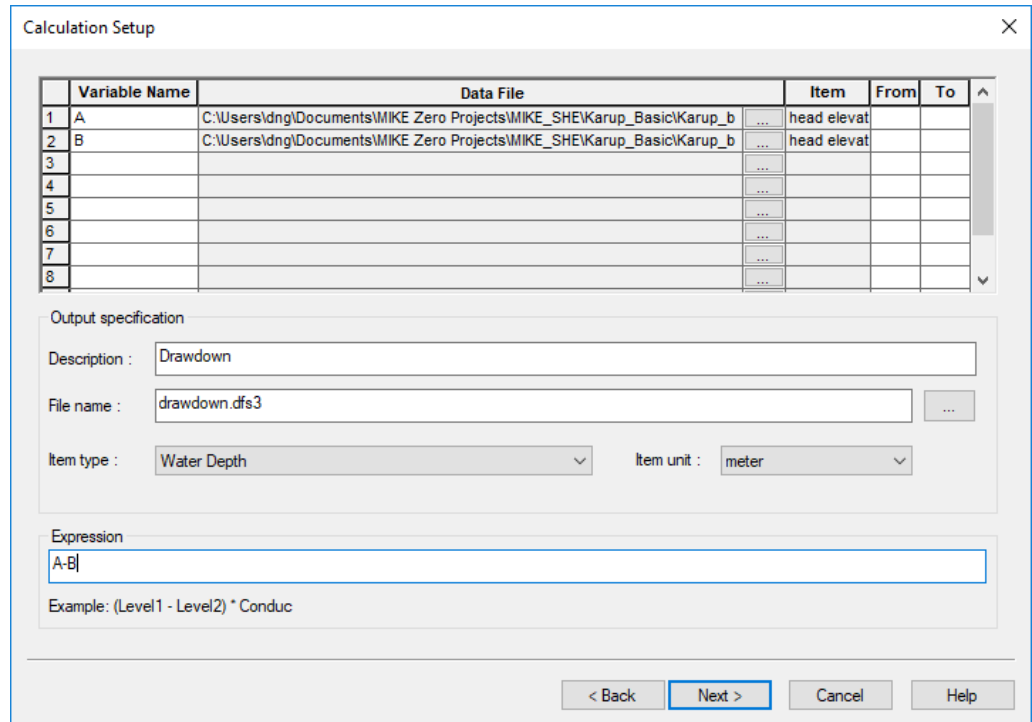 Calculation Setup
Variable Name Data File Item From To
1 A C:\Users\dng\Documents\MIKE Zero Projects\MIKE_SHE\Karup_Basic\Karup_b ... head elevat
2 B C:\Users\dng\Documents\MIKE Zero Projects\MIKE_SHE\Karup_Basic\Karup_b ... head elevat
3 ...
4 ...
5 ...
6 ...
7 ...
8 ...
Output specification
Description : Drawdown
File name : drawdown.dfs3 ...
Item type : Water Depth Item unit : meter
Expression
A-B
Example: (Level1 - Level2) * Conduc
< Back Next > Cancel Help